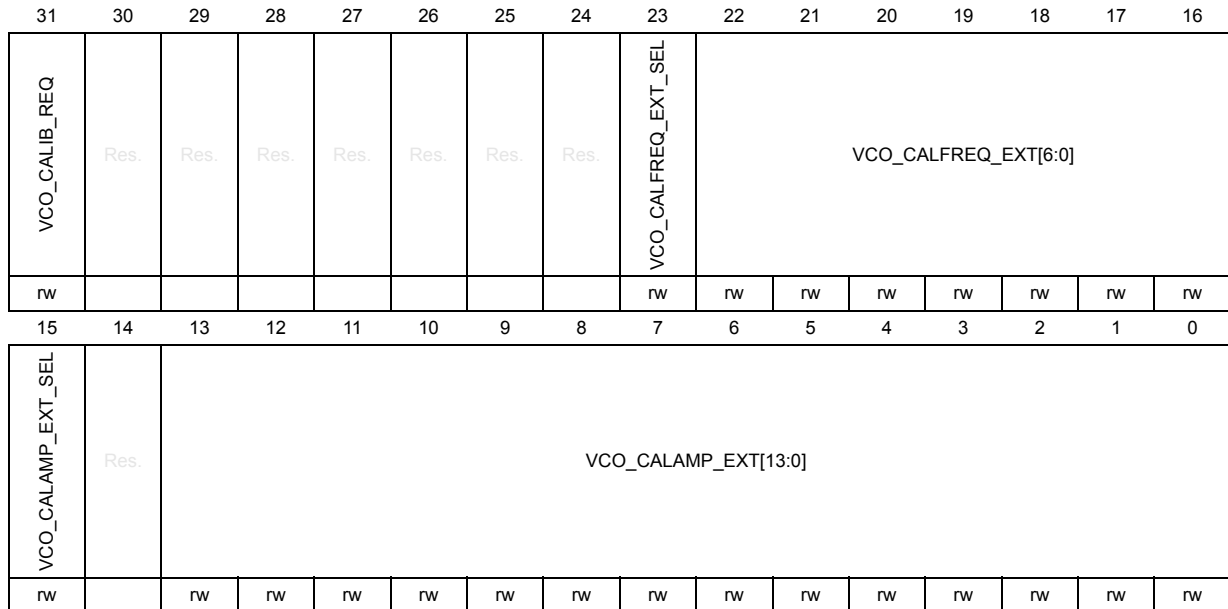 31 30 29 28 27 26 25 24 23 22 21 20 19 18 17 16
VCO_CALIB_REQ Res. Res. Res. Res. Res. Res. Res. VCO_CALFREQ_EXT_SEL VCO_CALFREQ_EXT[6:0]
rw rw rw rw rw rw rw rw rw
15 14 13 12 11 10 9 8 7 6 5 4 3 2 1 0
VCO_CALAMP_EXT_SEL Res. VCO_CALAMP_EXT[13:0]
rw rw rw rw rw rw rw rw rw rw rw rw rw rw rw